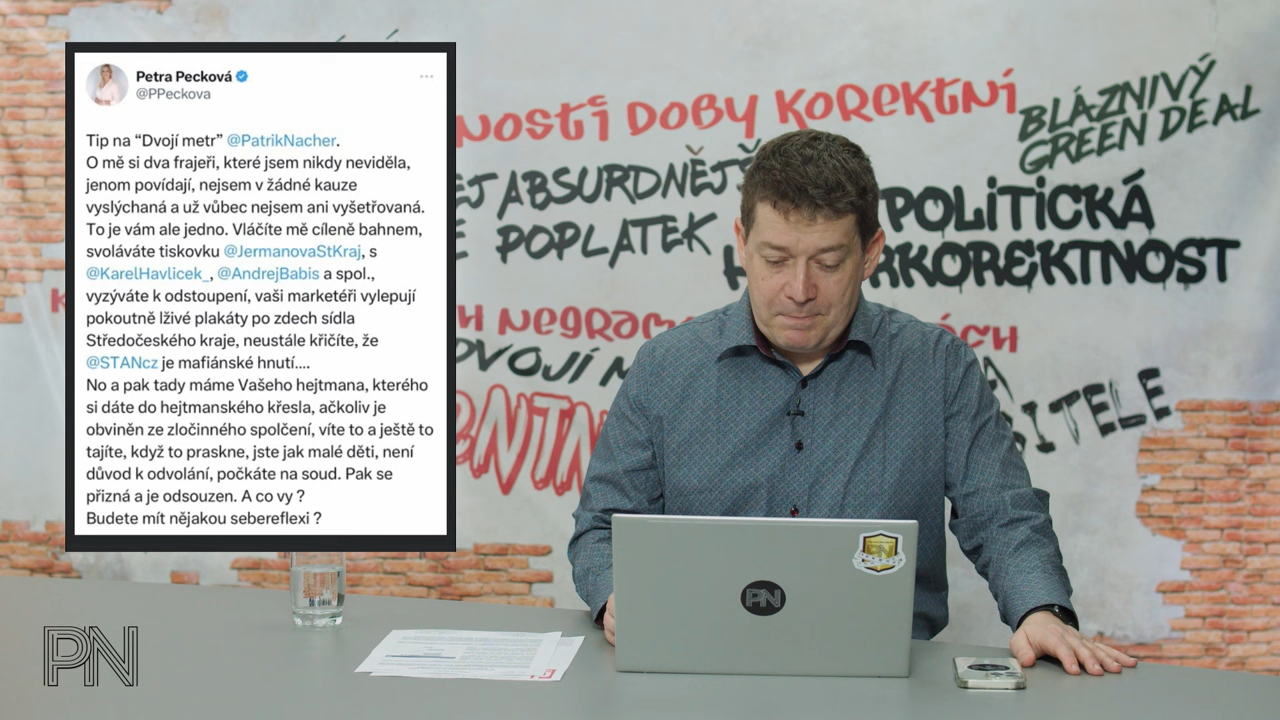 Petra Pecková
@PPeckova
Tip na “Dvojí metr” @PatrikNacher.
O mě si dva frajeři, které jsem nikdy neviděla,
jenom povídají, nejsem v žádné kauze
vyslýchaná a už vůbec nejsem ani vyšetřovaná.
To je vám ale jedno. Vláčíte mě cíleně bahnem,
svoláváte tiskovku @JermanovaStKraj, s
@KarelHavlicek_, @AndrejBabis a spol.,
vyzýváte k odstoupení, vaši marketéři vylepují
pokoutně lživé plakáty po zdech sídla
Středočeského kraje, neustále křičíte, že
@STANcz je mafiánské hnutí....
No a pak tady máme Vašeho hejtmana, kterého
si dáte do hejtmanského křesla, ačkoliv je
obviněn ze zločinného spolčení, víte to a ještě to
tajíte, když to praskne, jste jak malé děti, není
důvod k odvolání, počkáte na soud. Pak se
přizná a je odsouzen. A co vy ?
Budete mít nějakou sebereflexi ?
NOSTÍ DOBY KOREKTNÍ
BLÁZNIVÝ
GREEN DEAL
EJ ABSURDNĚJŠ
E POPLATEK
POLITICKÁ
H RKOREKTNOST
DVOJÍ M
ENTN
SITELE
PN
PN